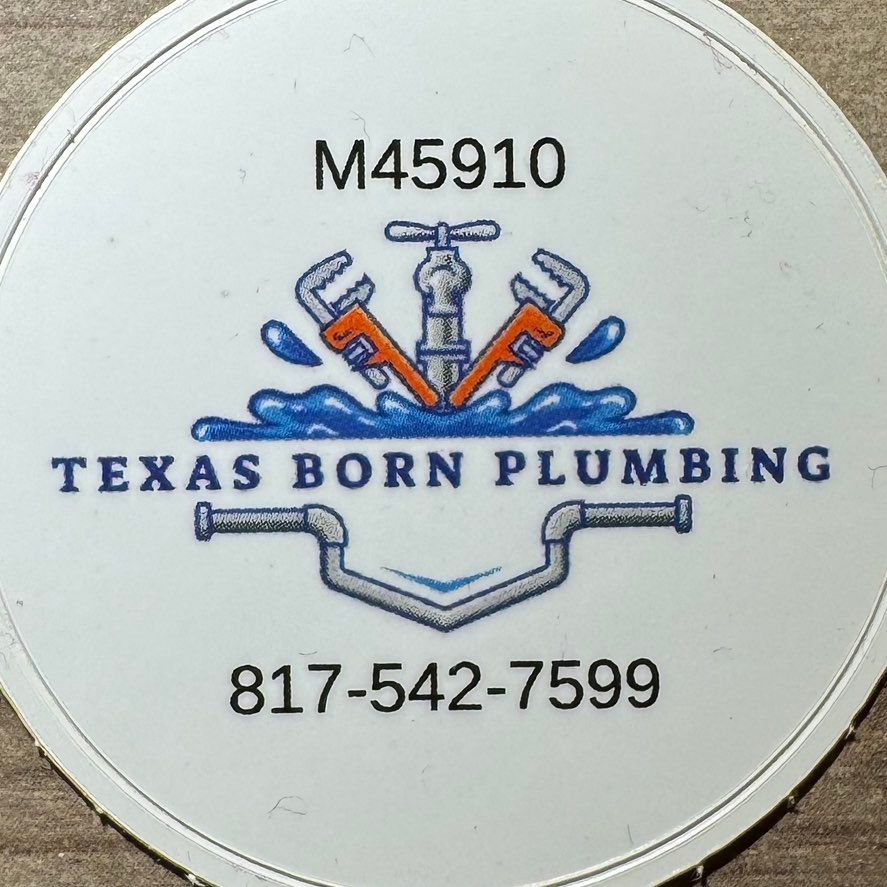 M45910
TEXAS BORN PLUMBING
817-542-7599